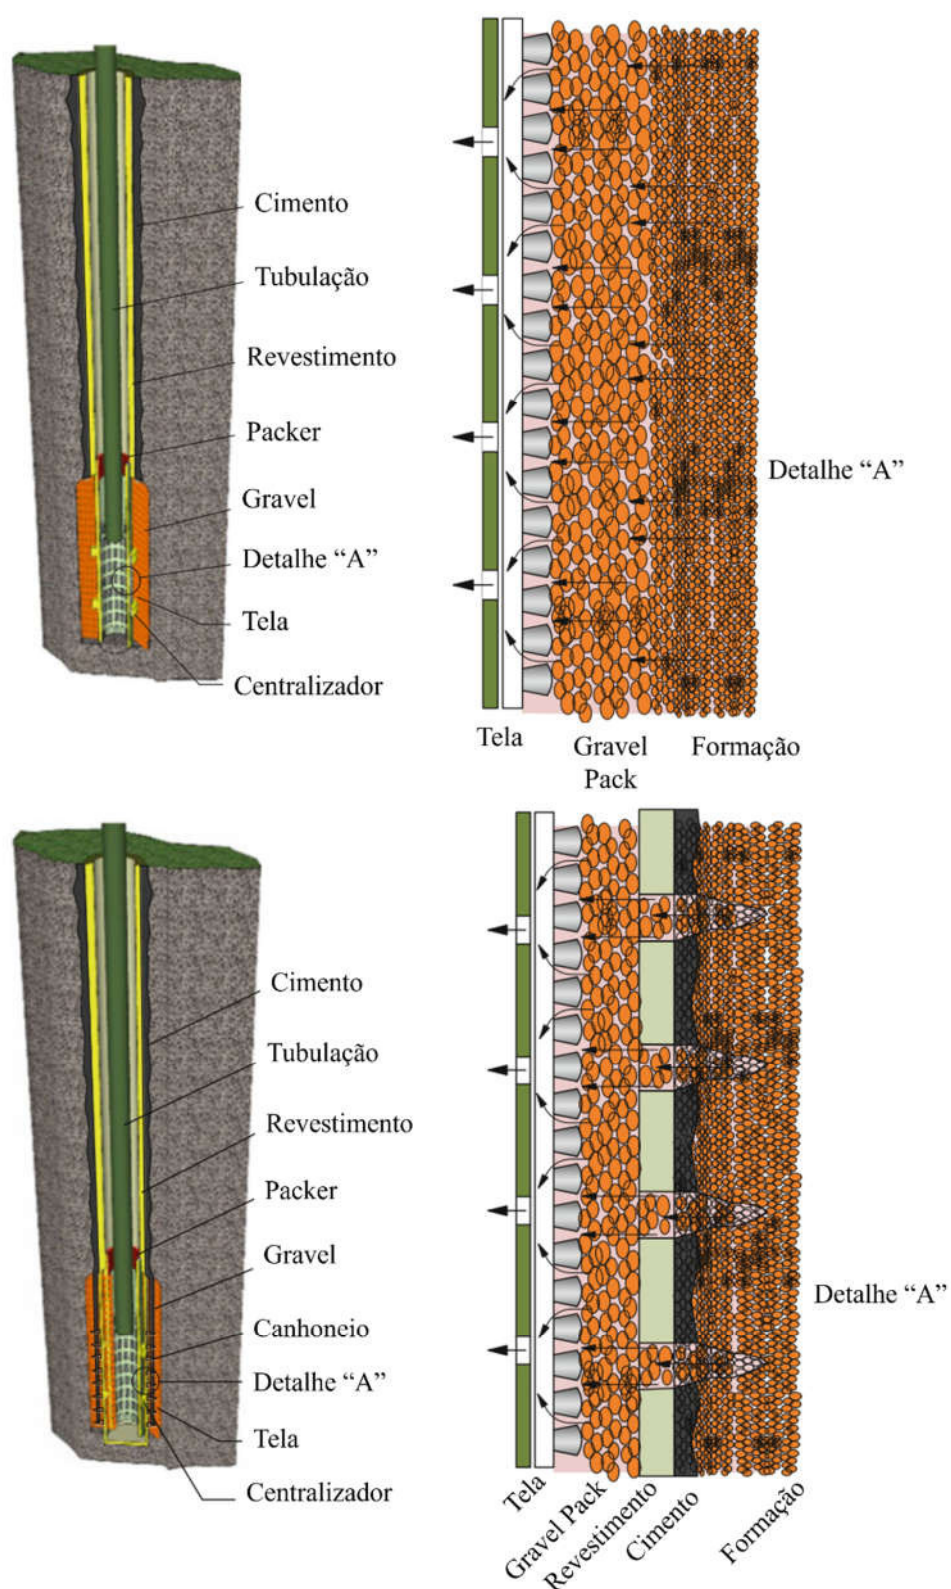 Cimento
Tubulação
Revestimento
Packer
Gravel
Detalhe “A”
Tela
Centralizador
Detalhe “A”
Tela
Gravel
Pack
Formação
Cimento
Tubulação
Revestimento
Packer
Gravel
Canhoneio
Detalhe “A”
Tela
Centralizador
Detalhe “A”
Tela
Gravel Pack
Revestimento
Cimento
Formação